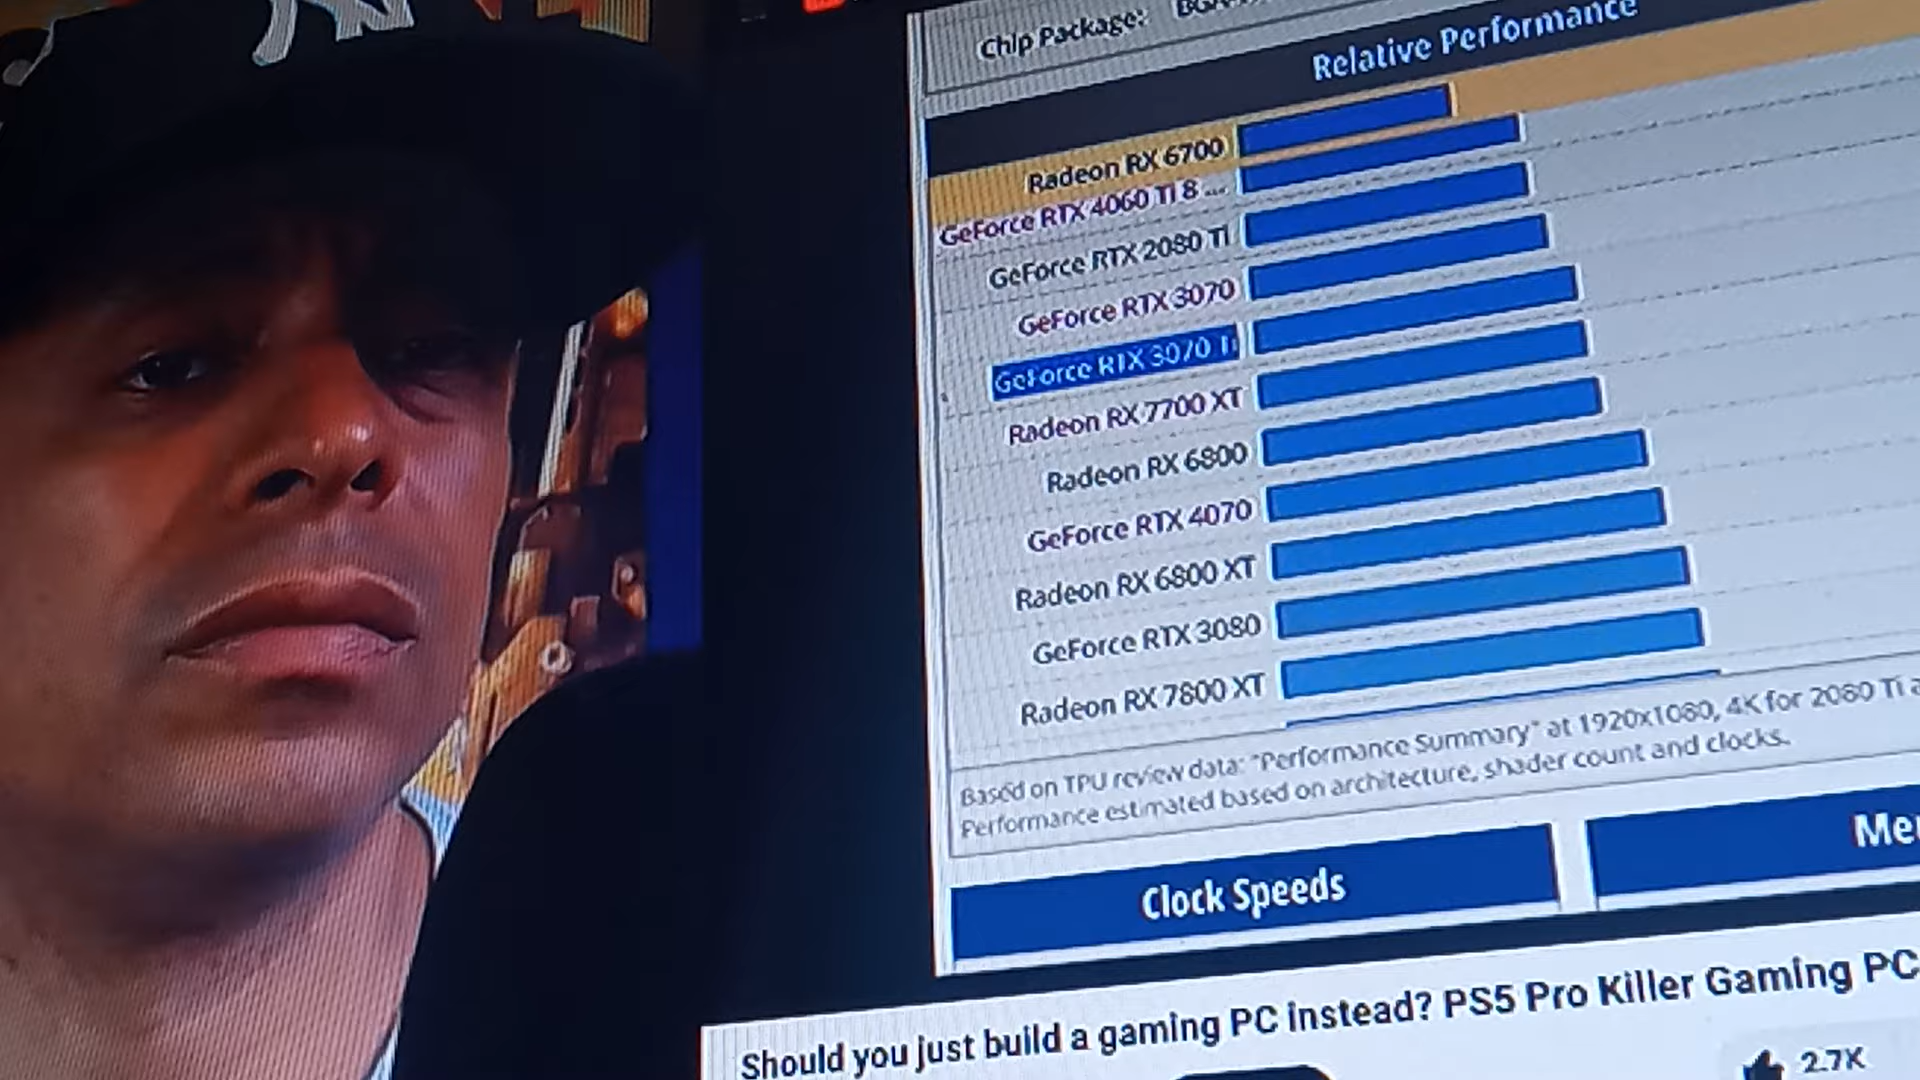 Chip Package:
Relative Performance
Radeon RX 6700
GeForce RTX 4060 Ti 8 ...
GeForce RTX 2080 Ti
GeForce RTX 3070
GeForce RTX 3070 Ti
Radeon RX 7700 XT
Radeon RX 6800
GeForce RTX 4070
Radeon RX 6800 XT
GeForce RTX 3080
Radeon RX 7800 XT
Based on TPU review data: "Performance Summary" at 1920x1080, 4K for 2080 Ti
Performance estimated based on architecture, shader count and clocks.
Clock Speeds
Should you just build a gaming PC instead? PS5 Pro Killer Gaming PC
2.7K